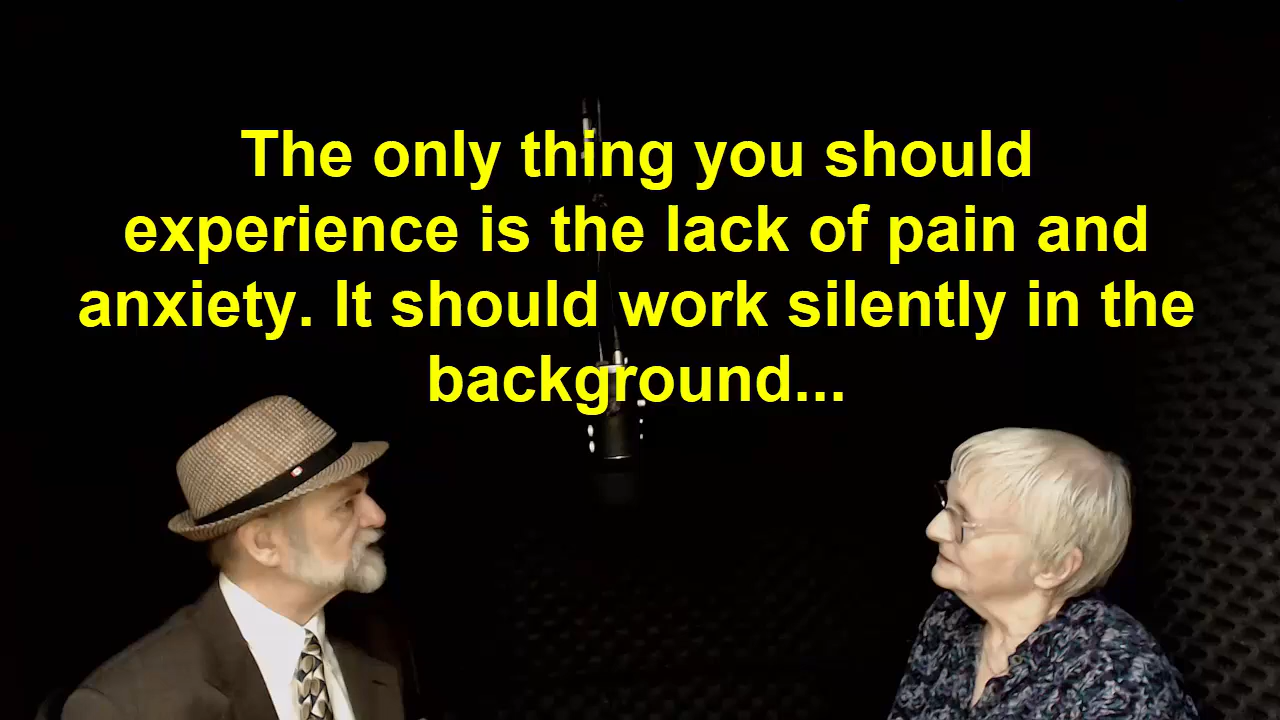 The only thing you should
experience is the lack of pain and
anxiety. It should work silently in the
background...